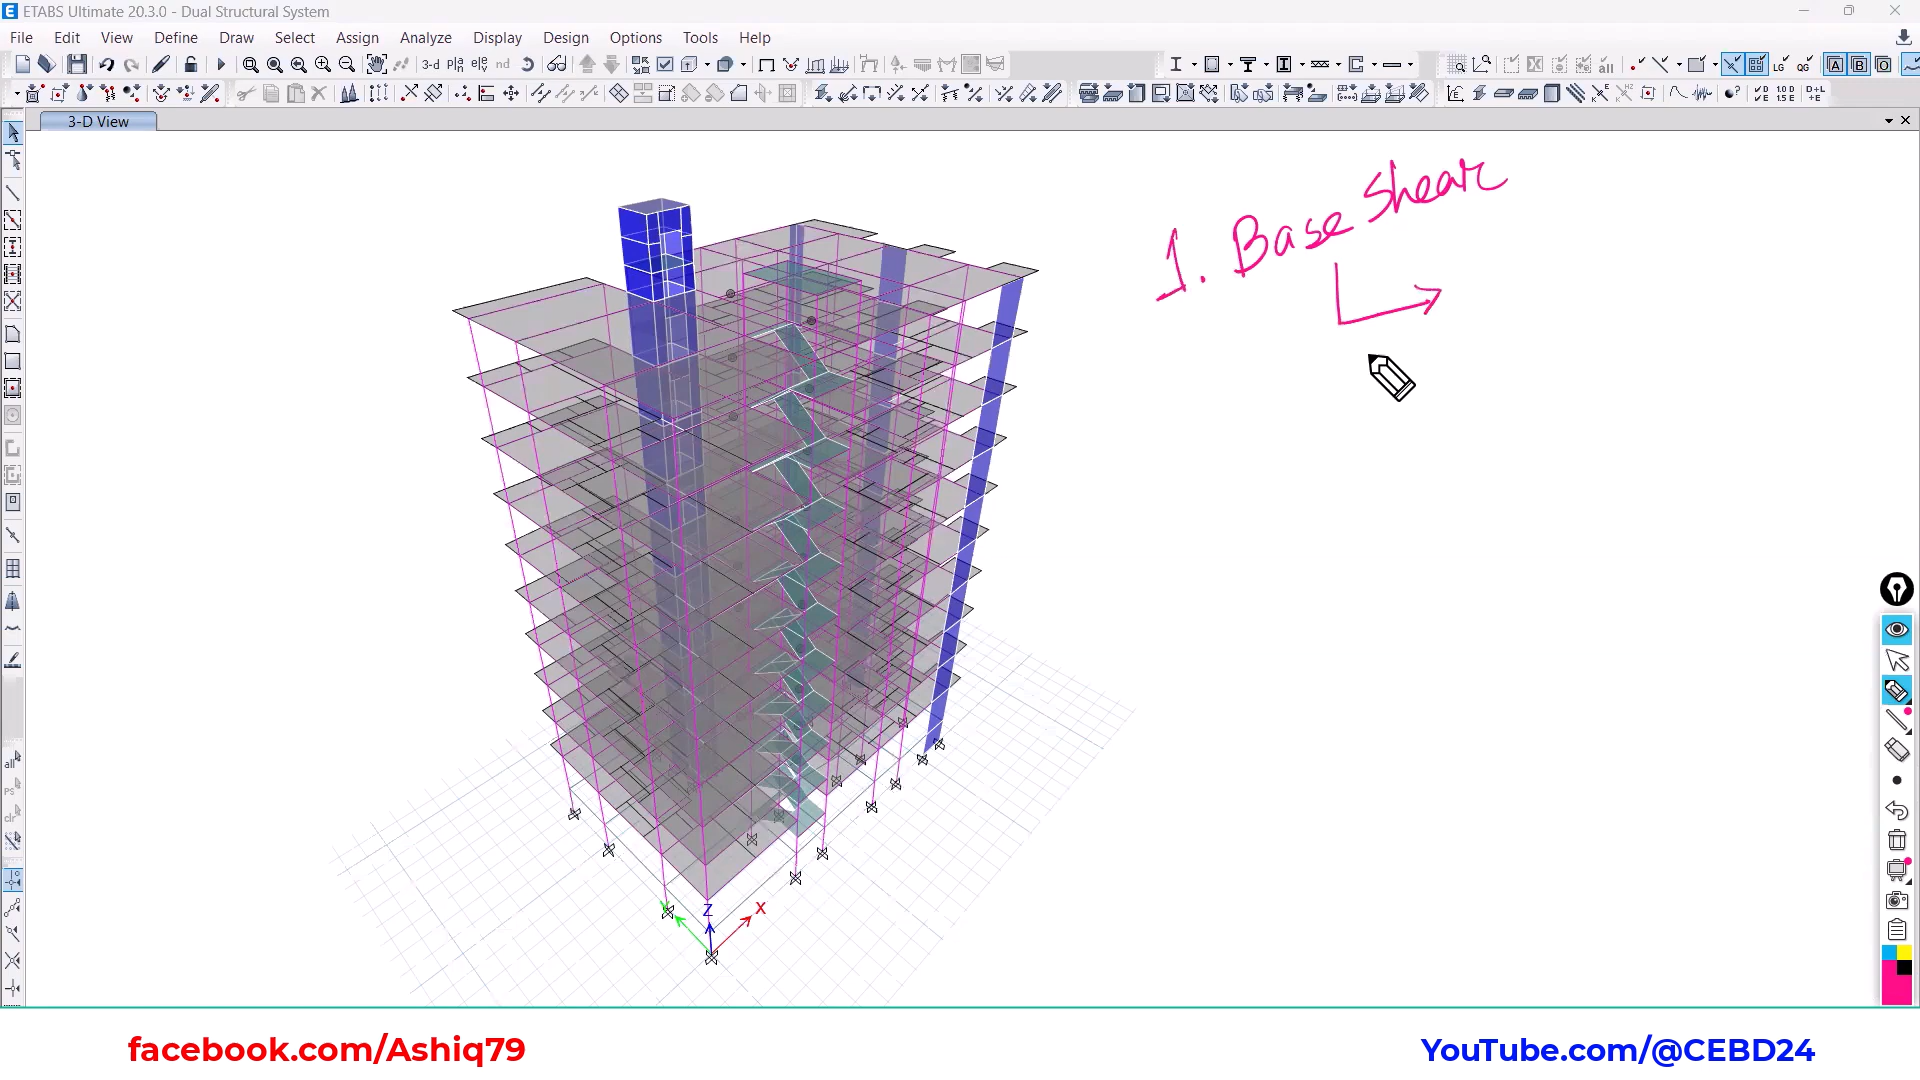 ETABS Ultimate 20.3.0 - Dual Structural System
File Edit View Define Draw Select Assign Analyze Display Design Options Tools Help
3-d
3-D View
1. Base Shear
Z
X
facebook.com/Ashiq79
YouTube.com/@CEBD24